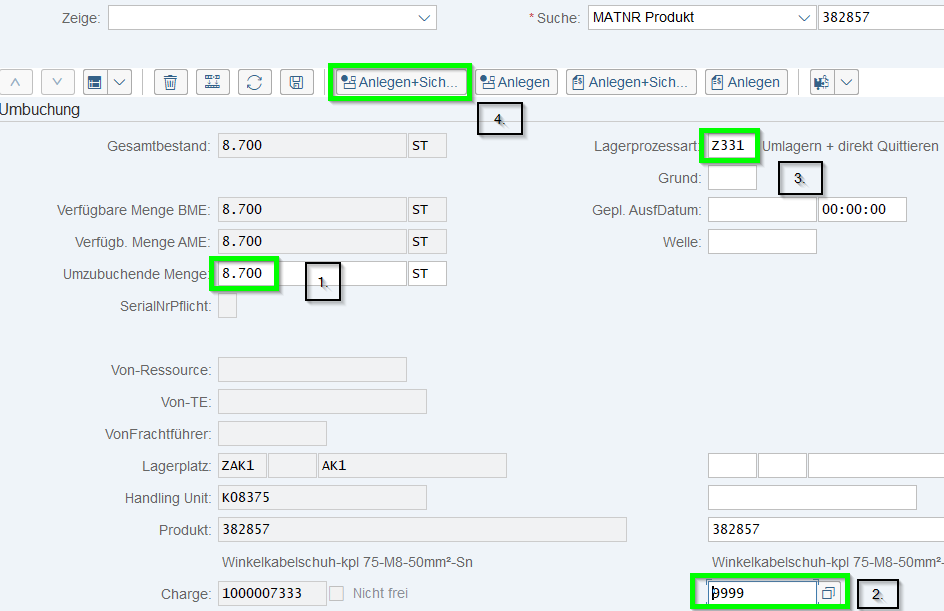 Zeige:
* Suche: MATNR Produkt 382857
Anlegen+Sich... Anlegen Anlegen+Sich... Anlegen
Umbuchung
4.
Gesamtbestand: 8.700 ST
Lagerprozessart: Z331 Umlagern + direkt Quittieren
Grund:
3.
Verfügbare Menge BME: 8.700 ST
Gepl. AusfDatum: 00:00:00
Verfügb. Menge AME: 8.700 ST
Welle:
Umzubuchende Menge: 8.700 ST
1.
SerialNrPflicht:
Von-Ressource:
Von-TE:
VonFrachtführer:
Lagerplatz: ZAK1 AK1
Handling Unit: K08375
Produkt: 382857 382857
Winkelkabelschuh-kpl 75-M8-50mm²-Sn Winkelkabelschuh-kpl 75-M8-50mm²-
Charge: 1000007333 Nicht frei 9999
2.